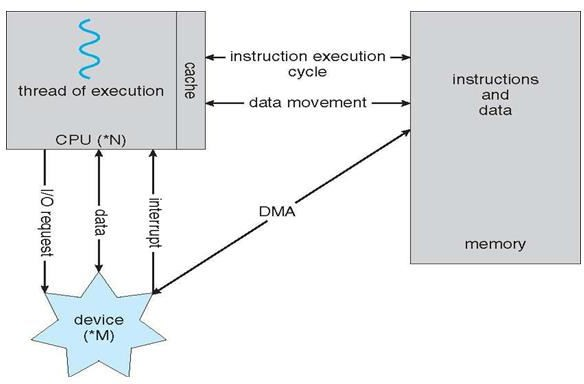 thread of execution
cache
CPU (*N)
instruction execution
cycle
data movement
instructions
and
data
memory
I/O request
data
interrupt
DMA
device
(*M)